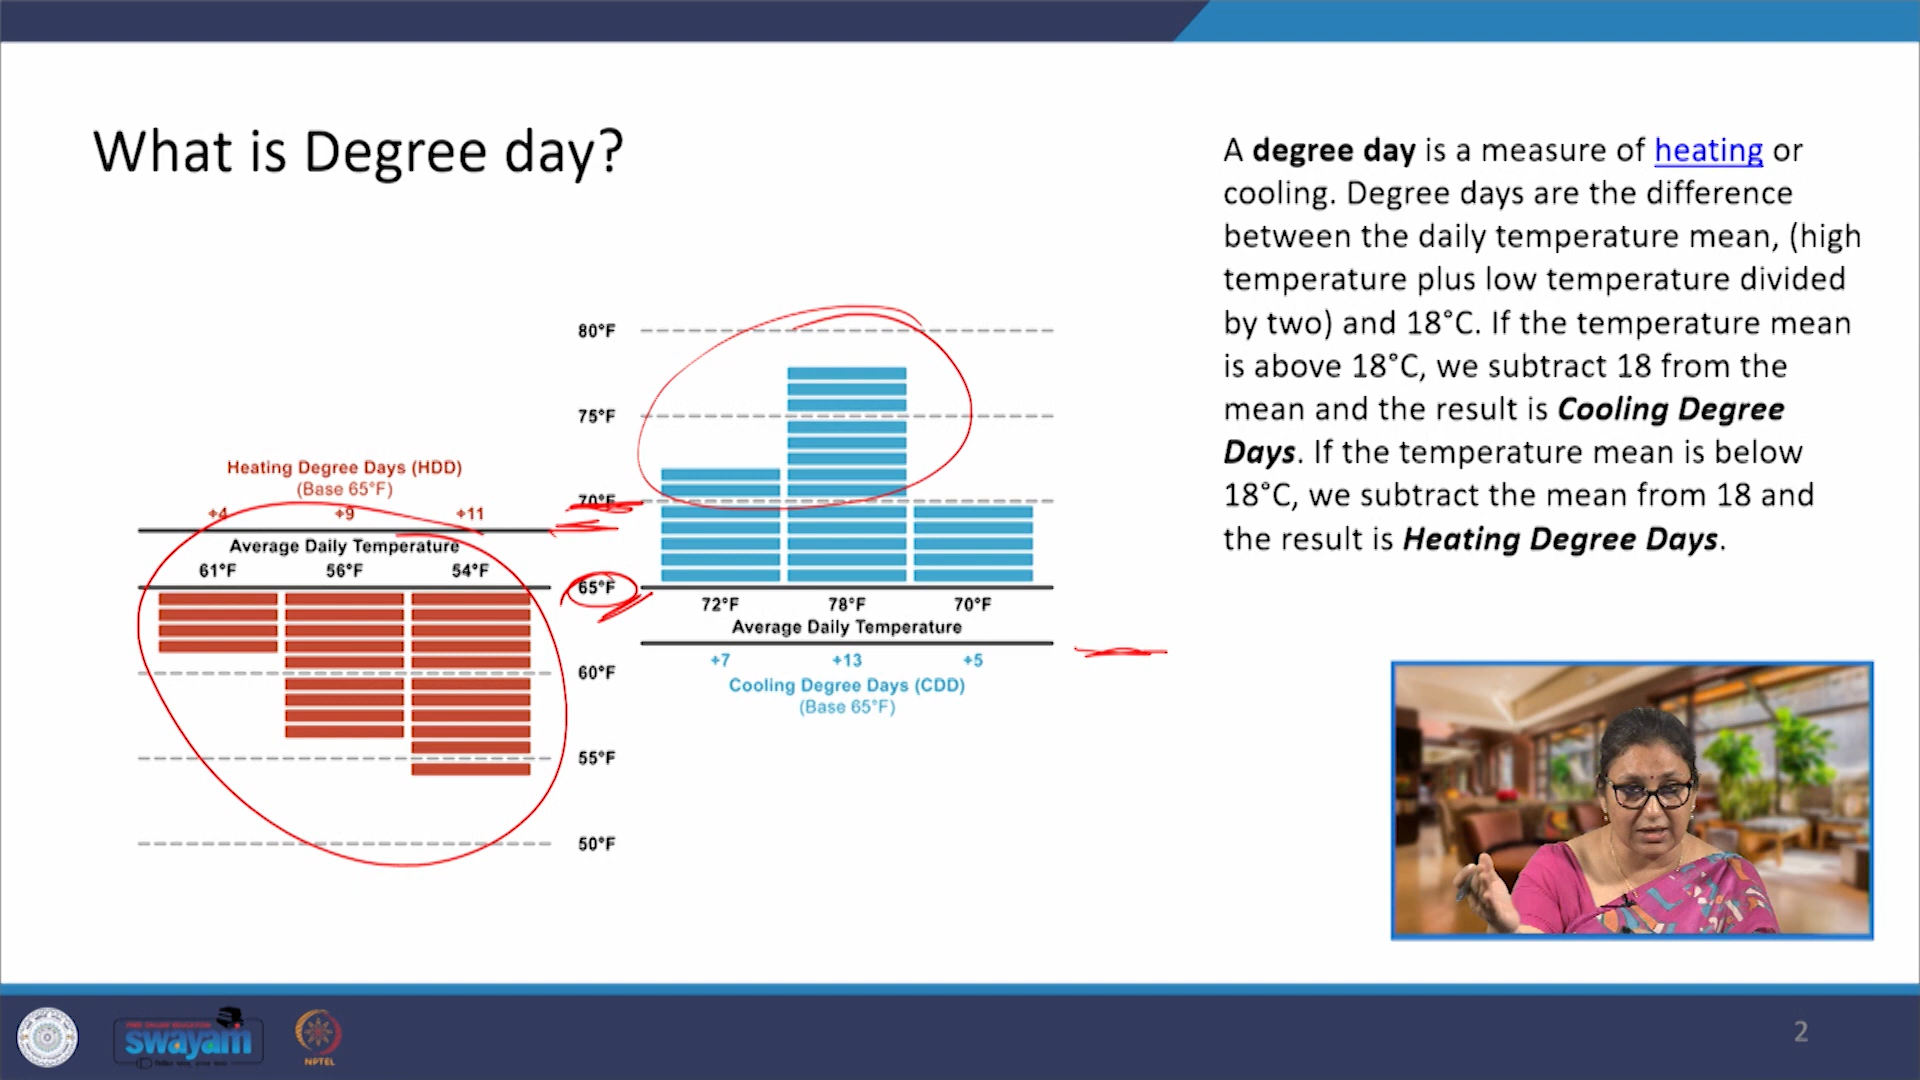 What is Degree day?
A degree day is a measure of heating or
cooling. Degree days are the difference
between the daily temperature mean, (high
temperature plus low temperature divided
by two) and 18°C. If the temperature mean
is above 18°C, we subtract 18 from the
mean and the result is Cooling Degree
Days. If the temperature mean is below
18°C, we subtract the mean from 18 and
the result is Heating Degree Days.
Heating Degree Days (HDD)
(Base 65°F)
+4 +9 +11
Average Daily Temperature
61°F 56°F 54°F
80°F
75°F
70°F
65°F
60°F
55°F
50°F
72°F 78°F 70°F
Average Daily Temperature
+7 +13 +5
Cooling Degree Days (CDD)
(Base 65°F)
swayam
NPTEL
2